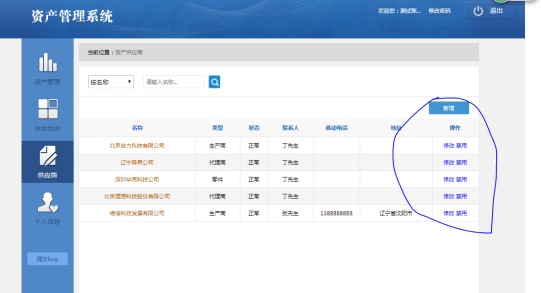 资产管理系统
欢迎您：测试账... 修改密码 退出
当前位置：资产供应商
资产管理
存放地点
供应商
个人信息
提交bug
按名称 请输入名称...
新增
名称 类型 状态 联系人 移动电话 地址 操作
北京合力科技有限公司 生产商 正常 丁先生 修改 禁用
辽宁异界公司 代理商 正常 丁先生 修改 禁用
深圳华宪科技公司 零件 正常 丁先生 修改 禁用
北京理想科技股份有限公司 代理商 正常 丁先生 修改 禁用
维信科技发展有限公司 生产商 正常 张先生 1388888888 辽宁省沈阳市 修改 禁用